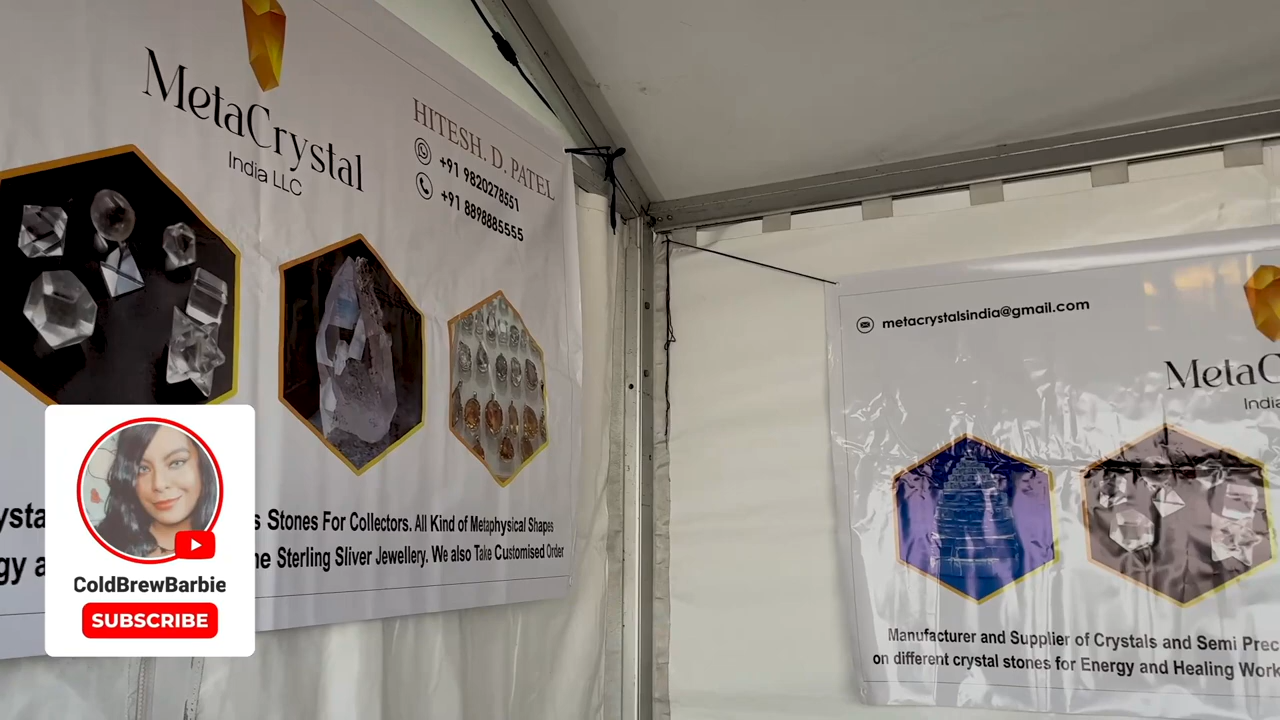 MetaCrystal
India LLC
HITESH. D. PATEL
+91 9820278551
+91 8898885555
s Stones For Collectors. All Kind of Metaphysical Shapes
ne Sterling Sliver Jewellery. We also Take Customised Order
metacrystalsindia@gmail.com
MetaC
India
Manufacturer and Supplier of Crystals and Semi Prec
on different crystal stones for Energy and Healing Work
ColdBrewBarbie
SUBSCRIBE